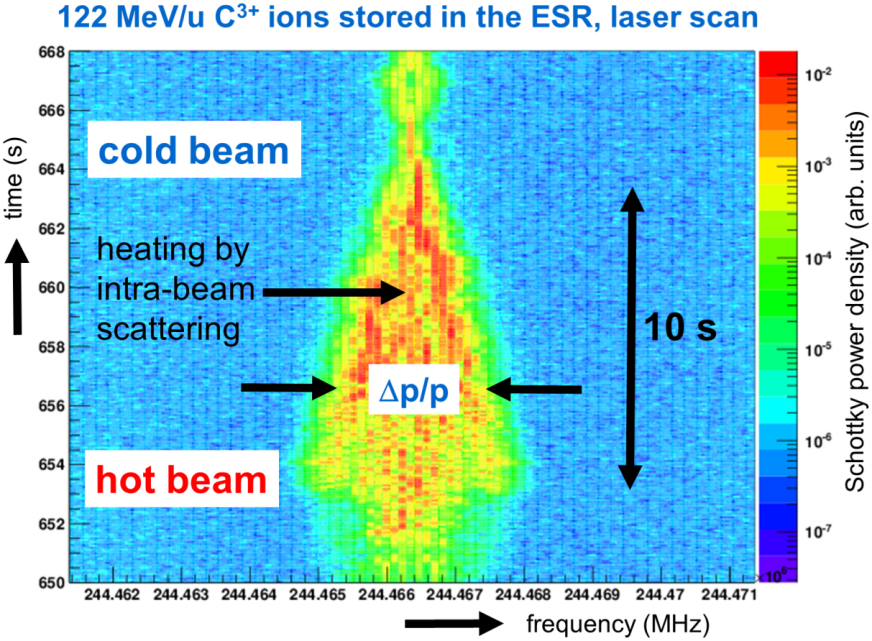 122 MeV/u C³⁺ ions stored in the ESR, laser scan
668
666
664
662
660
658
656
654
652
650
time (s)
cold beam
heating by
intra-beam
scattering
10 s
Δp/p
hot beam
244.462
244.463
244.464
244.465
244.466
244.467
244.468
244.469
244.47
244.471
frequency (MHz)
10⁻²
10⁻³
10⁻⁴
10⁻⁵
10⁻⁶
10⁻⁷
Schottky power density (arb. units)